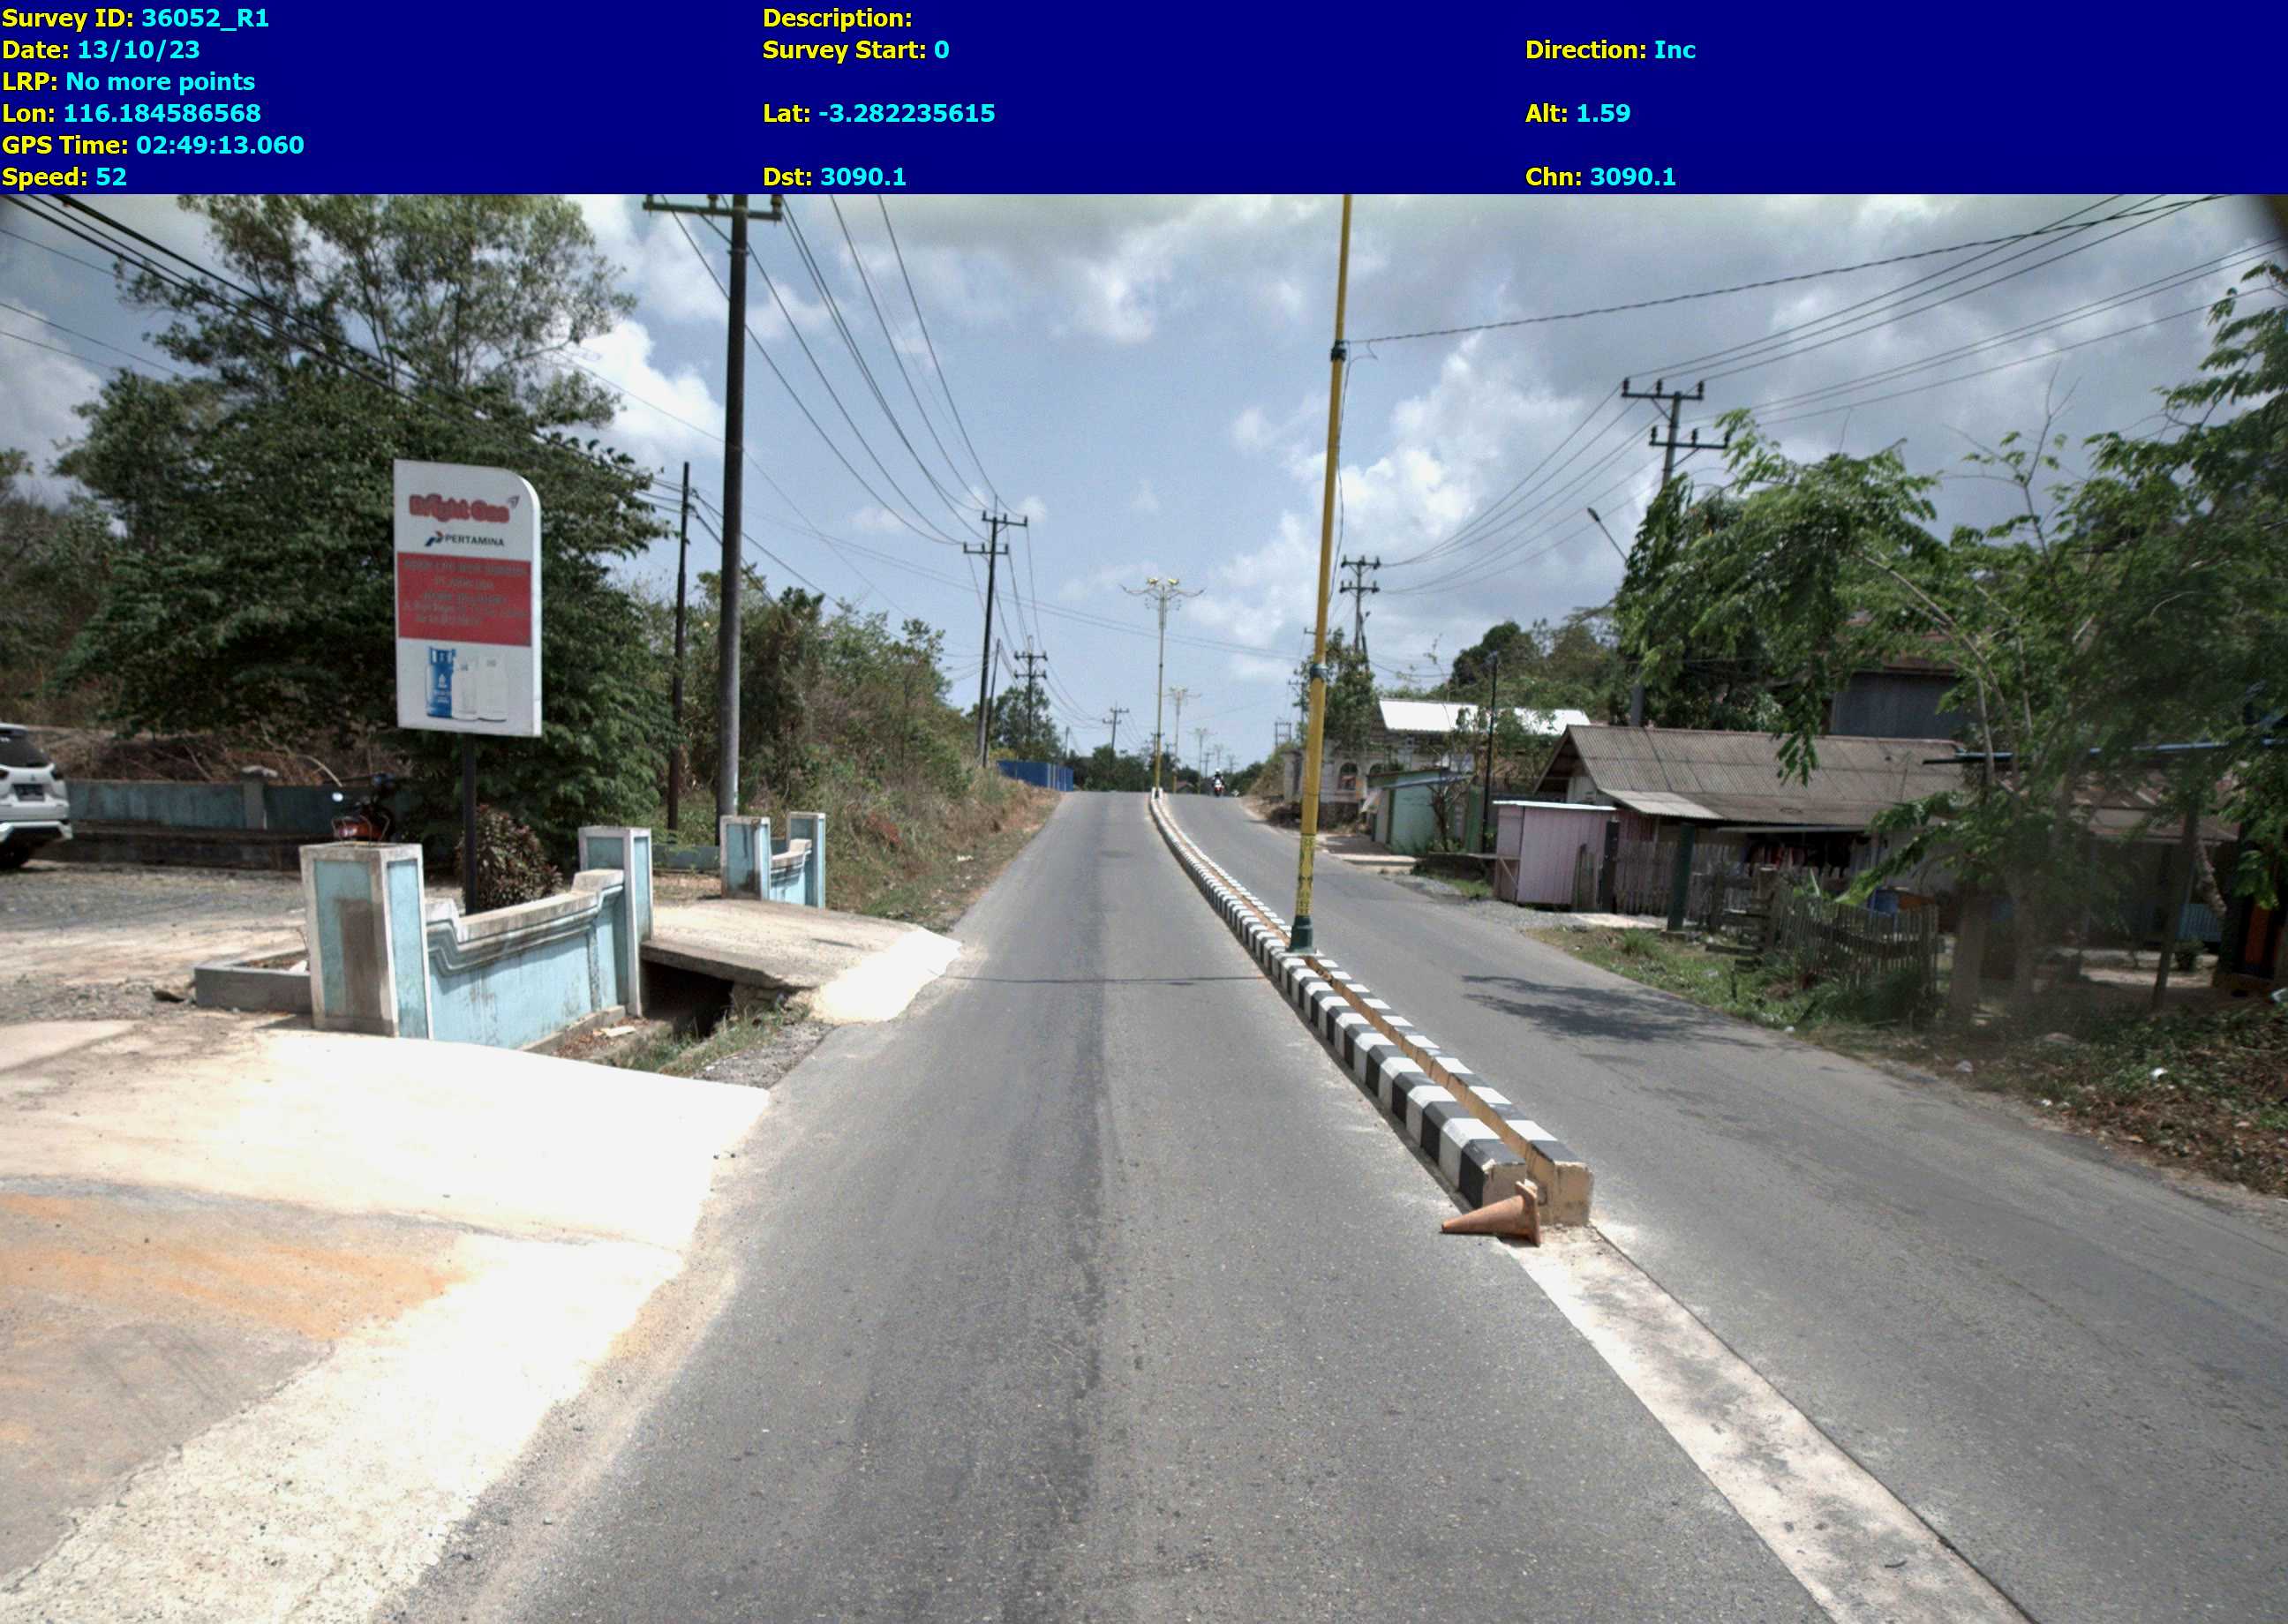 Survey ID: 36052_R1
Description:
Date: 13/10/23
Survey Start: 0
Direction: Inc
LRP: No more points
Lon: 116.184586568
Lat: -3.282235615
Alt: 1.59
GPS Time: 02:49:13.060
Speed: 52
Dst: 3090.1
Chn: 3090.1
Bright Gas
PERTAMINA